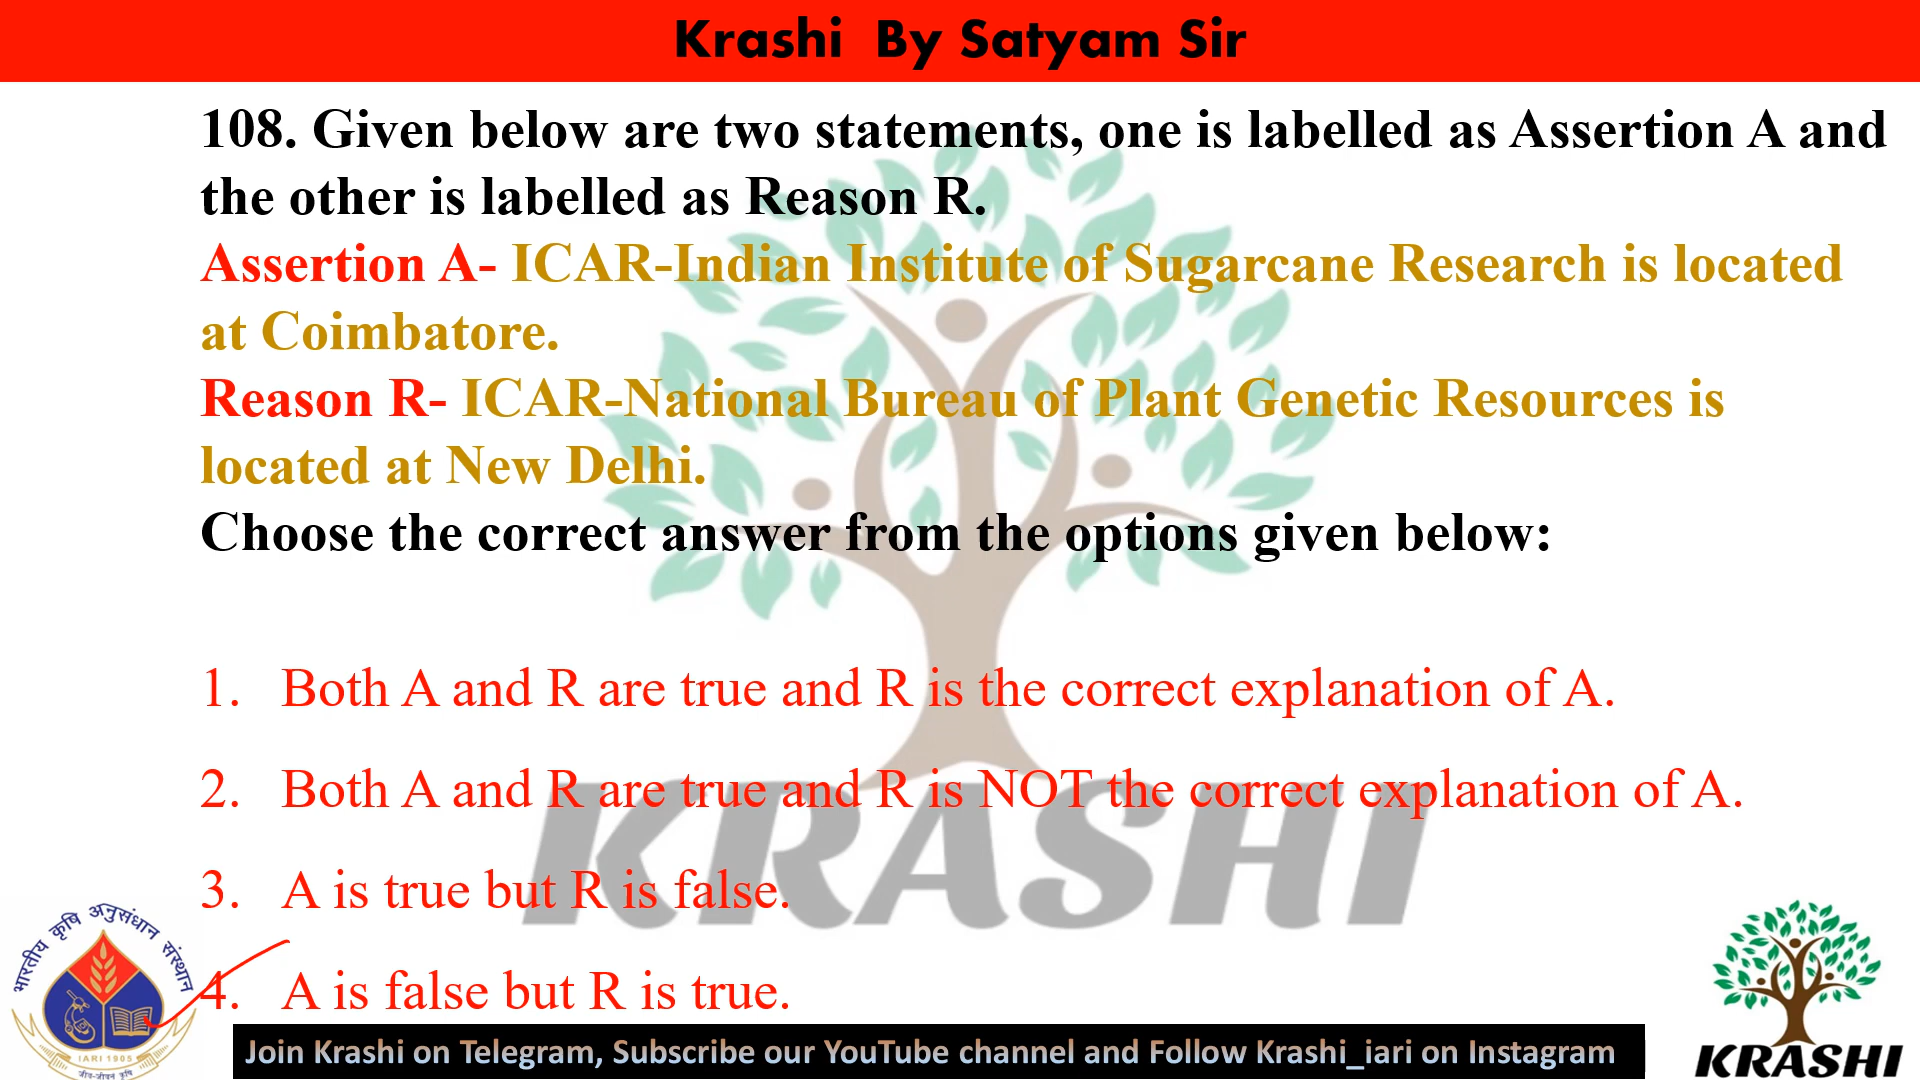 Krashi By Satyam Sir
108. Given below are two statements, one is labelled as Assertion A and
the other is labelled as Reason R.
Assertion A- ICAR-Indian Institute of Sugarcane Research is located
at Coimbatore.
Reason R- ICAR-National Bureau of Plant Genetic Resources is
located at New Delhi.
Choose the correct answer from the options given below:
1. Both A and R are true and R is the correct explanation of A.
2. Both A and R are true and R is NOT the correct explanation of A.
KRASHI
3. A is true but R is false.
4. A is false but R is true.
भारतीय कृषि अनुसंधान संस्थान
IARI 1905
Join Krashi on Telegram, Subscribe our YouTube channel and Follow Krashi_iari on Instagram
KRASHI